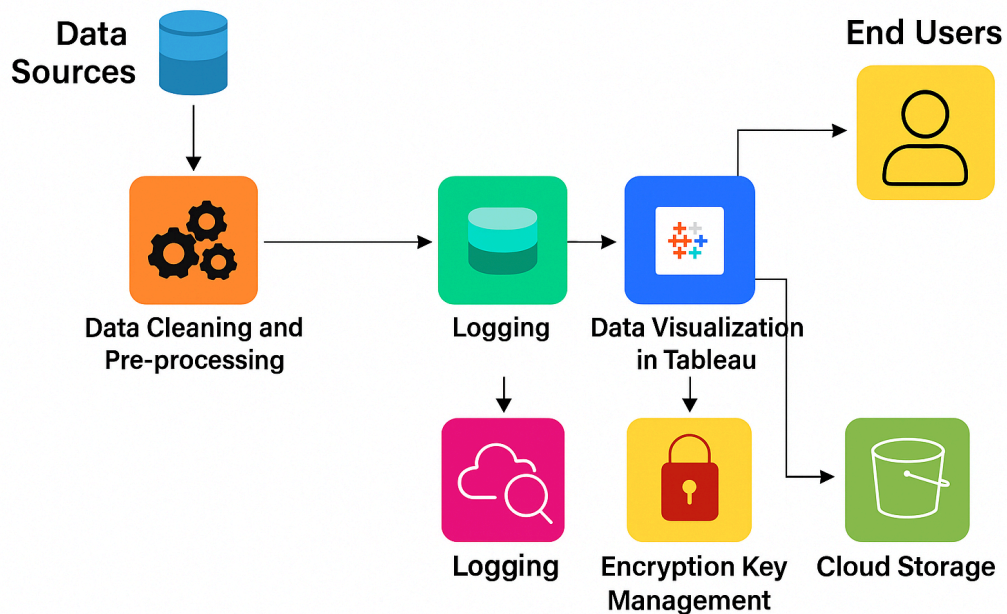 Data
Sources
End Users
Data Cleaning and
Pre-processing
Logging
Data Visualization
in Tableau
Logging
Encryption Key
Management
Cloud Storage